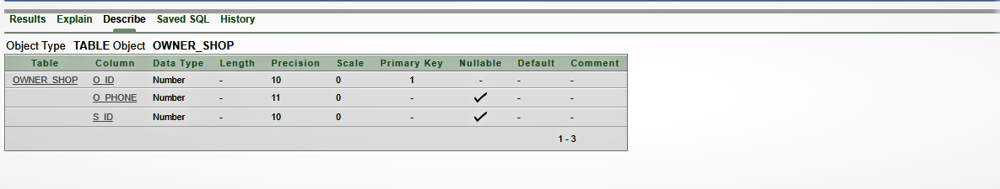 Results Explain Describe Saved SQL History
Object Type TABLE Object OWNER_SHOP
Table Column Data Type Length Precision Scale Primary Key Nullable Default Comment
OWNER_SHOP O_ID Number - 10 0 1 - - -
O_PHONE Number - 11 0 - ✓ - -
S_ID Number - 10 0 - ✓ - -
1 - 3